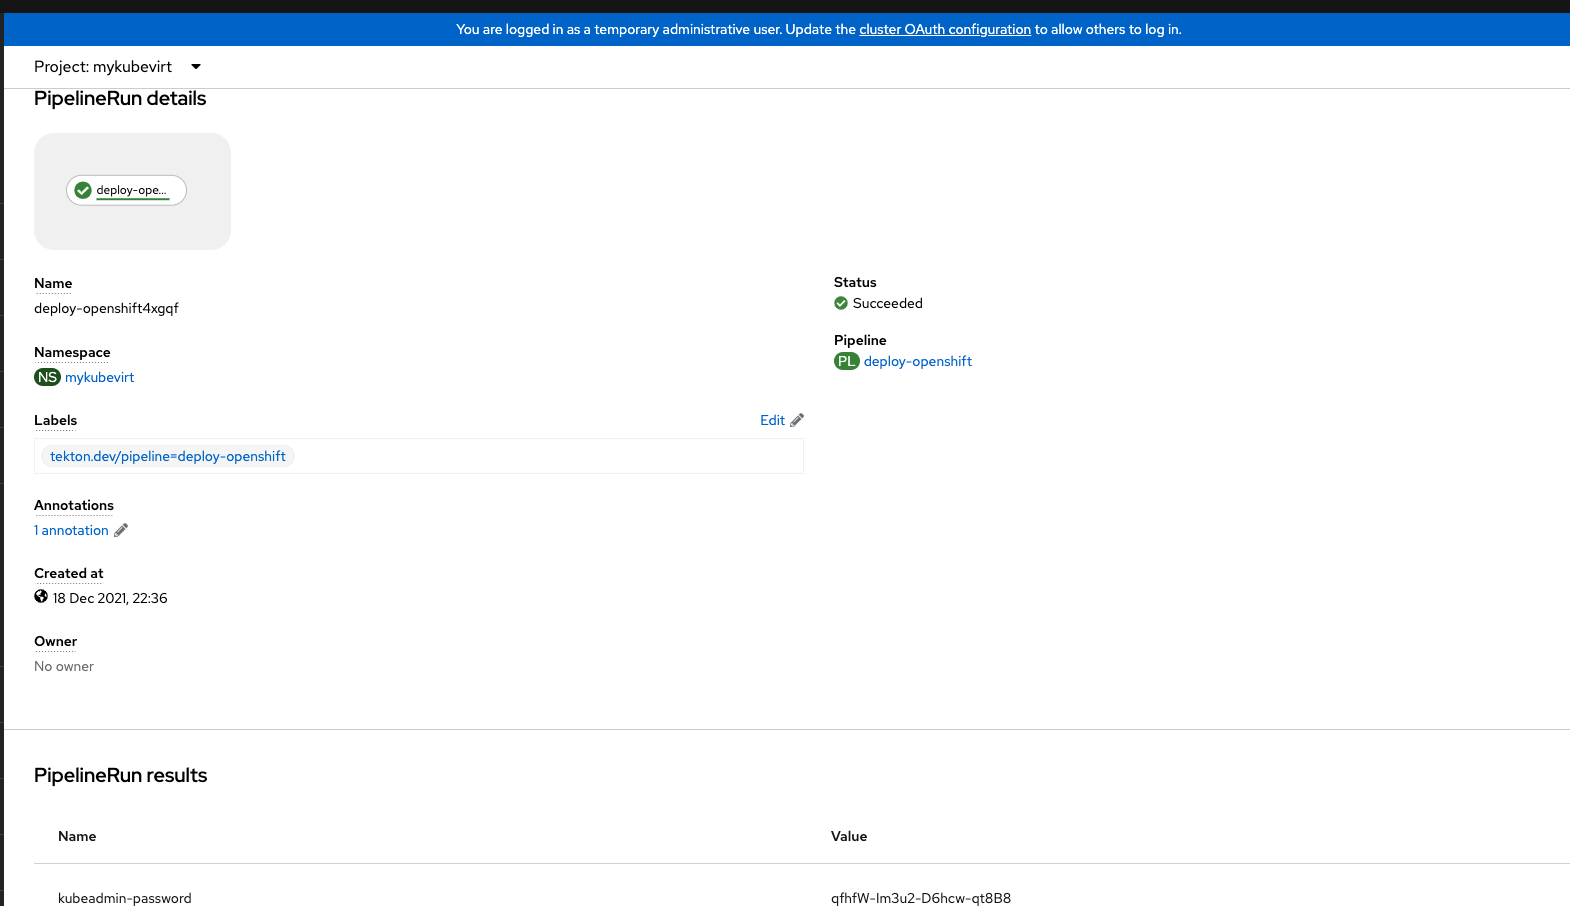 You are logged in as a temporary administrative user. Update the cluster OAuth configuration to allow others to log in.
Project: mykubevirt
PipelineRun details
deploy-ope...
Name
deploy-openshift4xgqf
Status
Succeeded
Namespace
NS mykubevirt
Pipeline
PL deploy-openshift
Labels
Edit
tekton.dev/pipeline=deploy-openshift
Annotations
1 annotation
Created at
18 Dec 2021, 22:36
Owner
No owner
PipelineRun results
Name Value
kubeadmin-password qfhfW-Im3u2-D6hcw-qt8B8